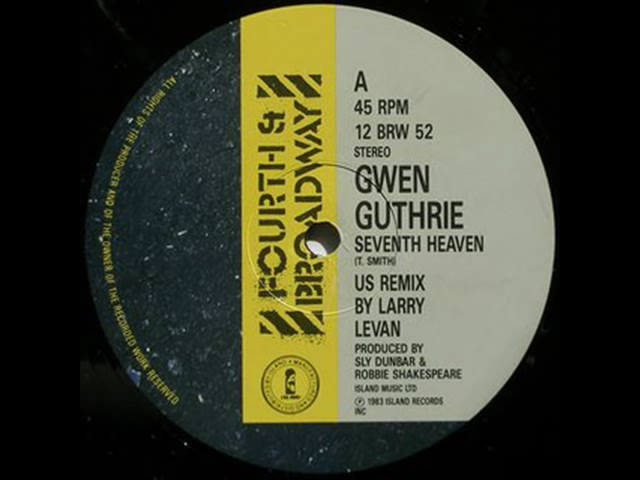 A
45 RPM
12 BRW 52
STEREO
GWEN
GUTHRIE
SEVENTH HEAVEN
(T. SMITH)
US REMIX
BY LARRY
LEVAN
PRODUCED BY
SLY DUNBAR &
ROBBIE SHAKESPEARE
ISLAND MUSIC LTD
℗ 1983 ISLAND RECORDS
INC
FOURTH &
BROADWAY
ALL RIGHTS OF THE PRODUCER AND OF THE OWNER OF THE RECORDED WORK RESERVED